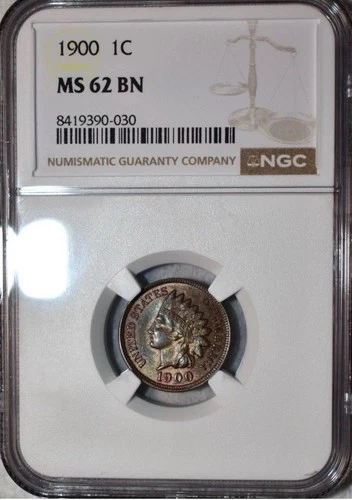 1900 1C
MS 62 BN
8419390-030
NUMISMATIC GUARANTY COMPANY NGC
UNITED STATES OF AMERICA
1900